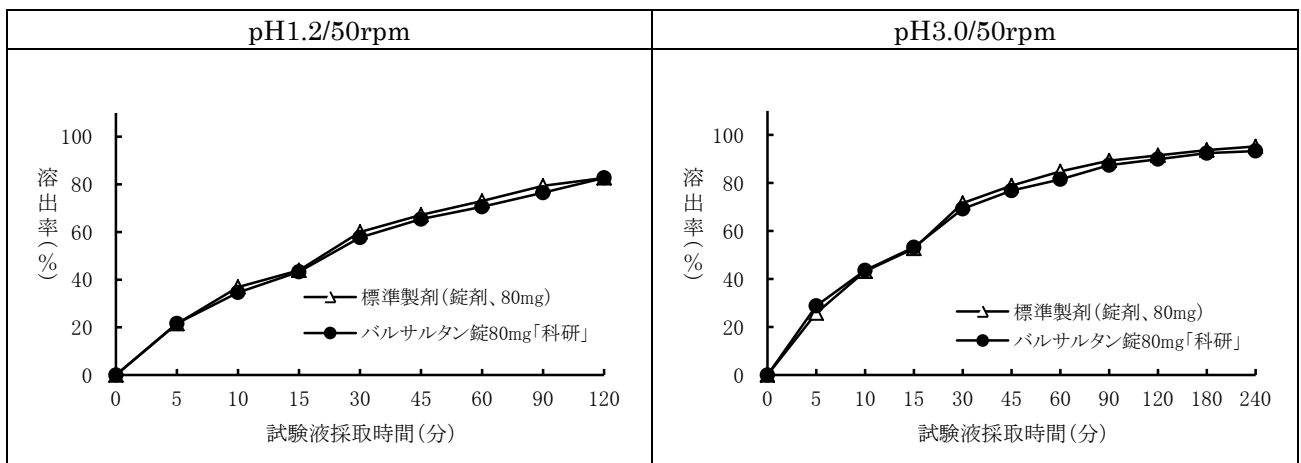 pH1.2/50rpm
pH3.0/50rpm
100
80
60
40
20
0
溶出率(%)
標準製剤(錠剤、80mg)
バルサルタン錠80mg「科研」
0 5 10 15 30 45 60 90 120
試験液採取時間(分)
100
80
60
40
20
0
溶出率(%)
標準製剤(錠剤、80mg)
バルサルタン錠80mg「科研」
0 5 10 15 30 45 60 90 120 180 240
試験液採取時間(分)